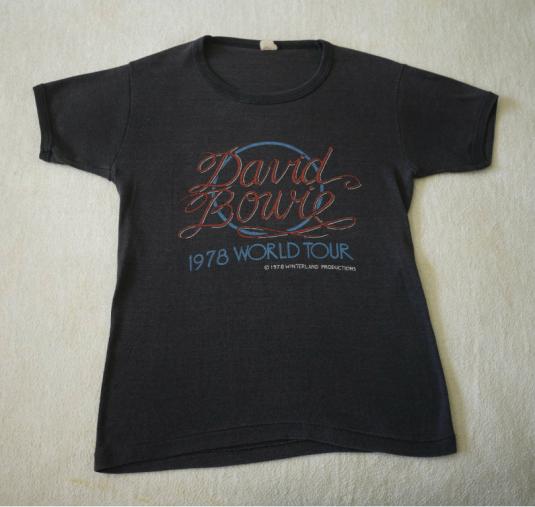 David
Bowie
1978 WORLD TOUR
© 1978 WINTERLAND PRODUCTIONS